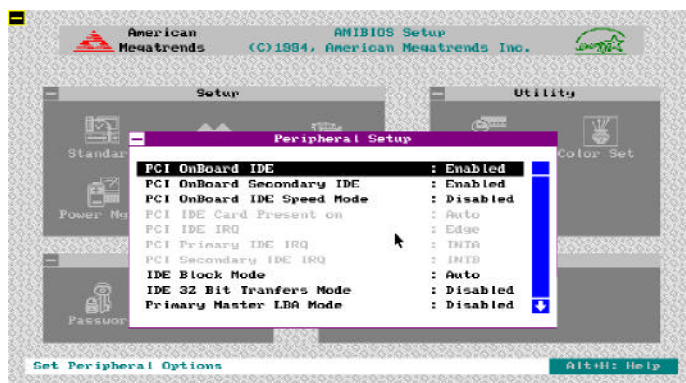 American Megatrends
AMIBIOS Setup
(C)1994, American Megatrends Inc.
Setup
Utility
Standar
Color Set
Power Mg
Passwor
Peripheral Setup
PCI OnBoard IDE : Enabled
PCI OnBoard Secondary IDE : Enabled
PCI OnBoard IDE Speed Mode : Disabled
PCI IDE Card Present on : Auto
PCI IDE IRQ : Edge
PCI Primary IDE IRQ : INTA
PCI Secondary IDE IRQ : INTB
IDE Block Mode : Auto
IDE 32 Bit Tranfers Mode : Disabled
Primary Master LBA Mode : Disabled
Set Peripheral Options
Alt+H: Help